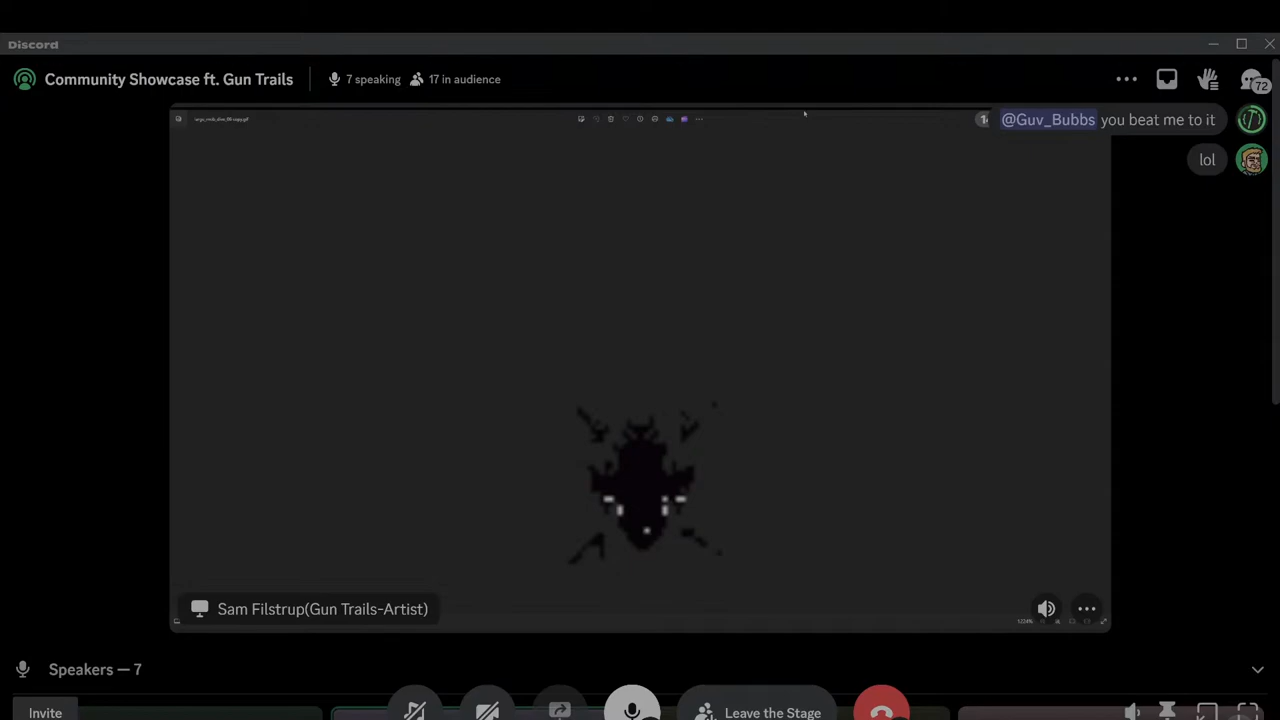 Discord
Community Showcase ft. Gun Trails
7 speaking
17 in audience
72
@Guv_Bubbs you beat me to it
lol
Sam Filstrup(Gun Trails-Artist)
1224%
Speakers — 7
Invite
Leave the Stage